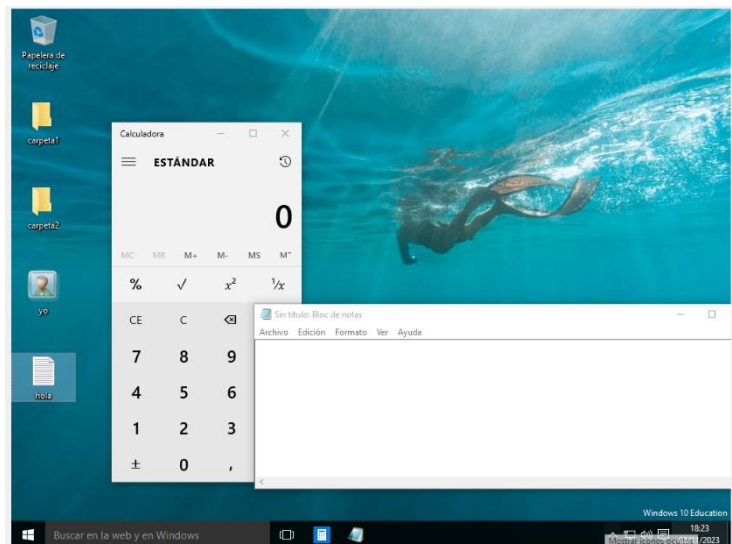 Papelera de
reciclaje
carpeta1
carpeta2
yo
hola
Calculadora
ESTÁNDAR
0
MC MR M+ M- MS M˅
% √ x² ¹/x
CE C ⌫
7 8 9
4 5 6
1 2 3
± 0 ,
Sin título: Bloc de notas
Archivo Edición Formato Ver Ayuda
Windows 10 Education
Buscar en la web y en Windows
18:23
Mostrar iconos ocultos
/2023